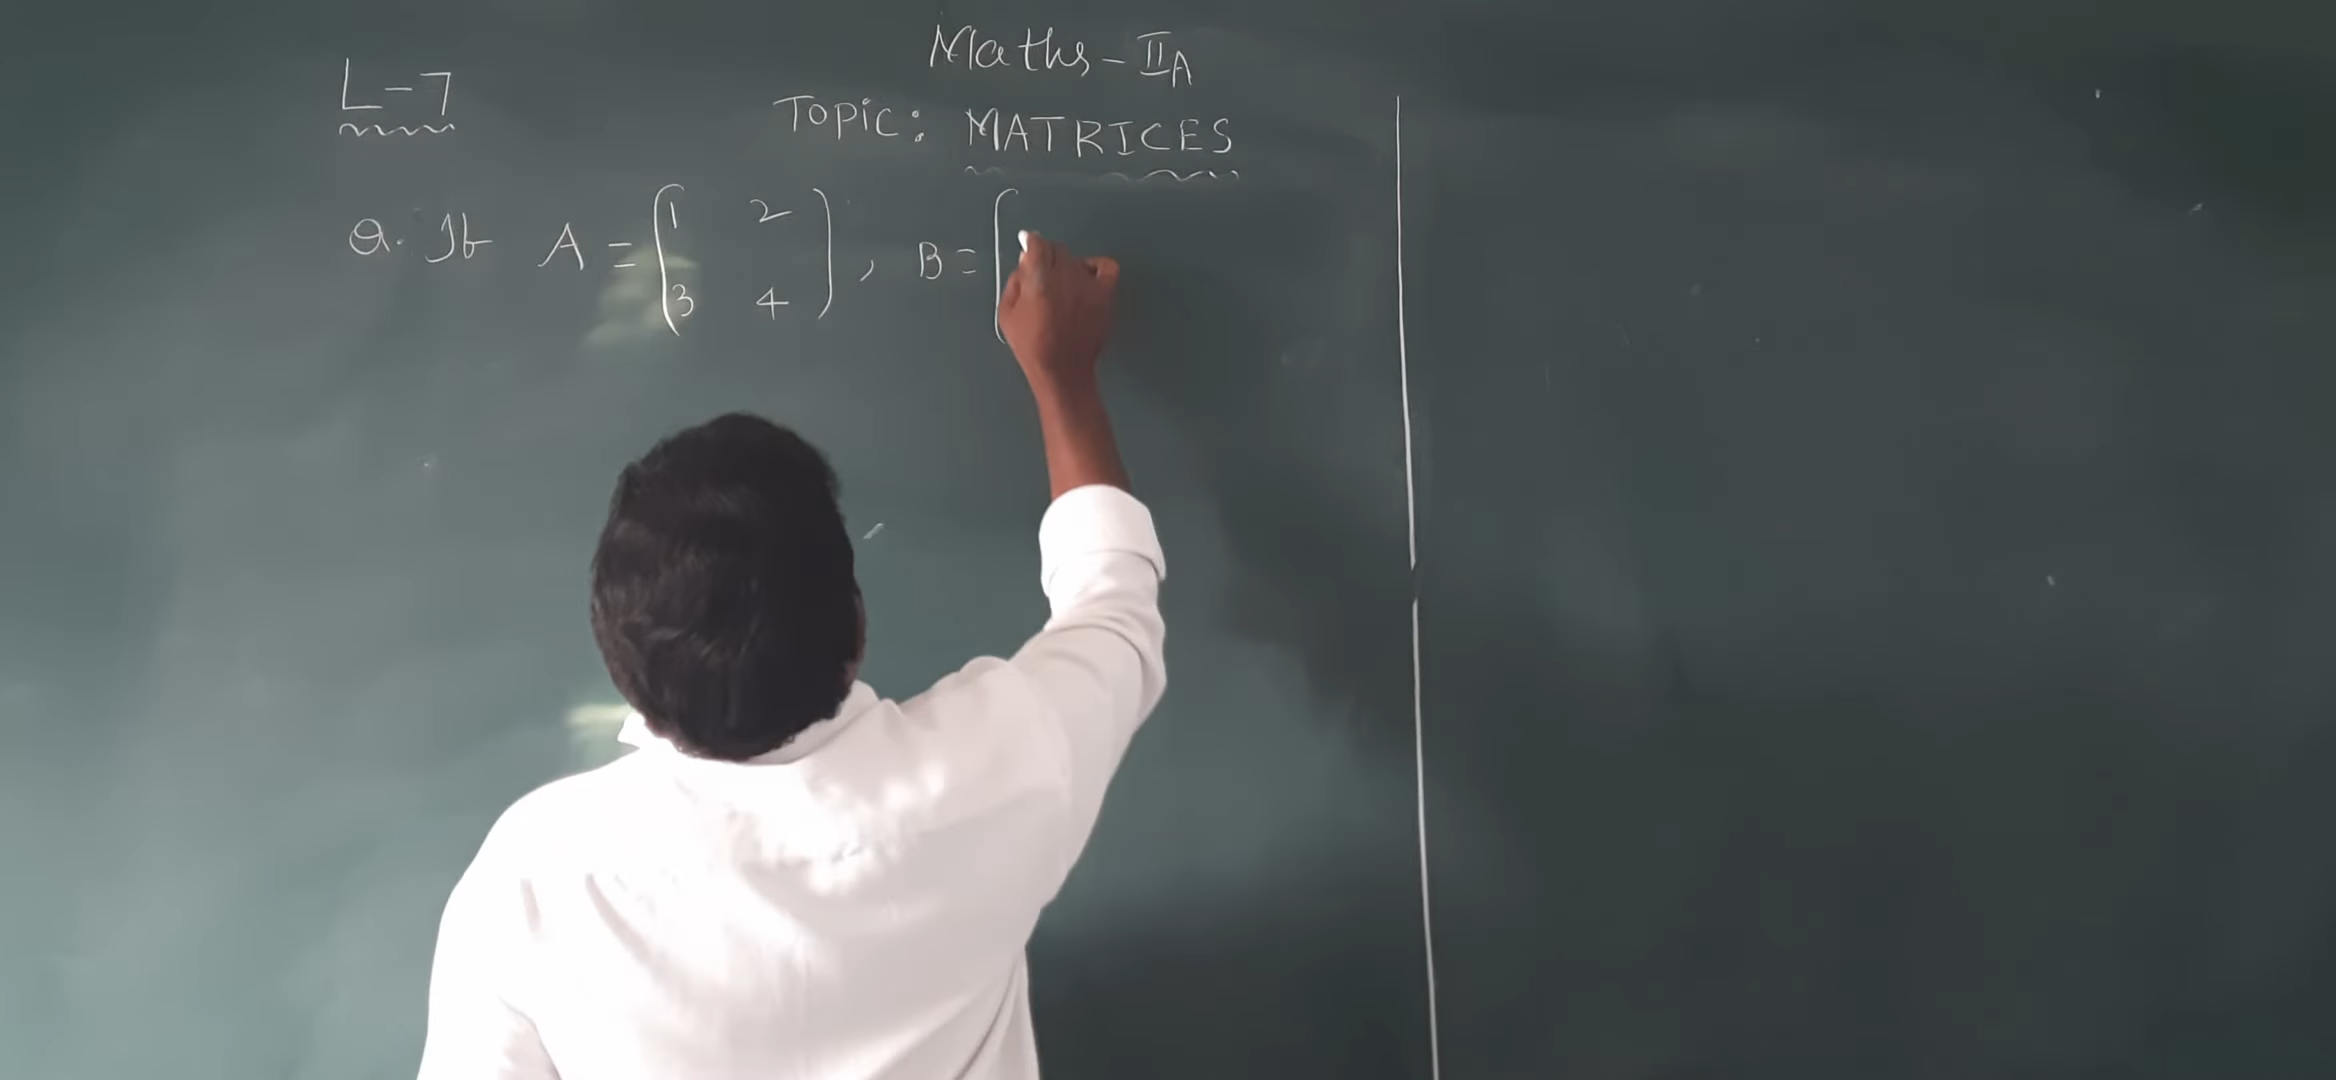 Maths - IIA
L-7
Topic: MATRICES
Q. If A = (1 2
3 4), B = (